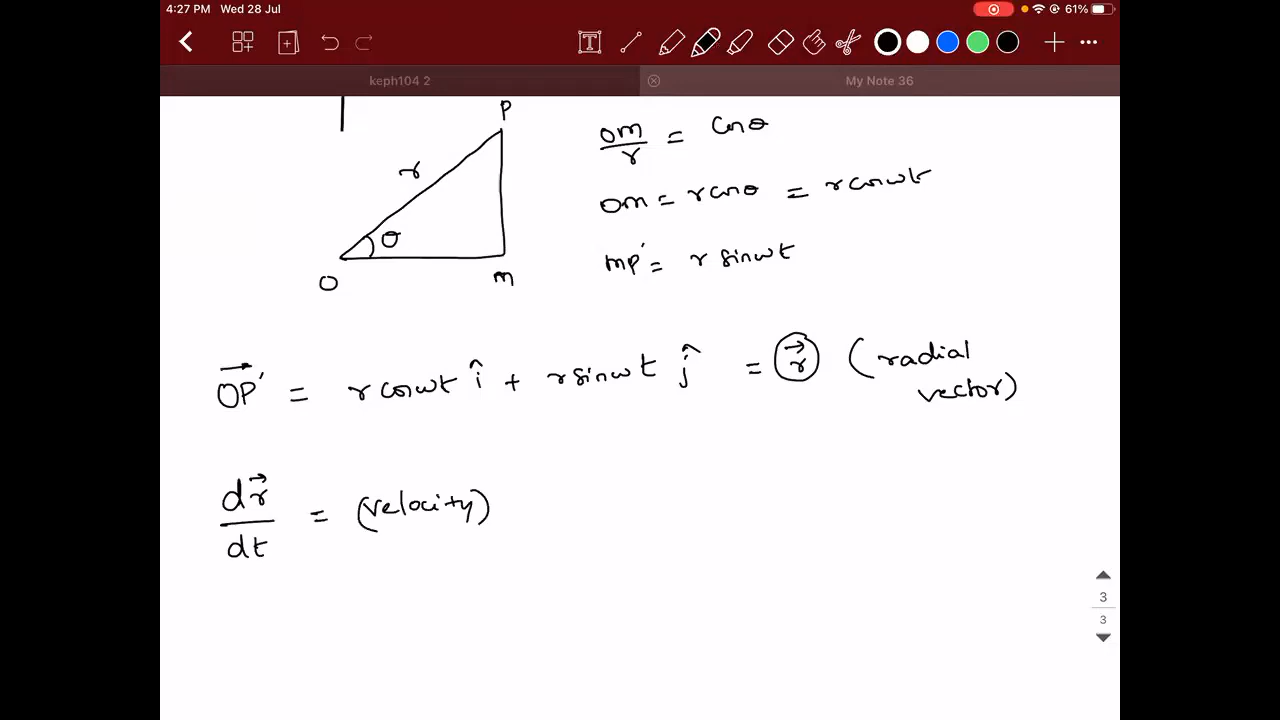 4:27 PM Wed 28 Jul
61%
keph104 2
My Note 36
P
r
θ
O
M
OM/r = cosθ
OM = r cosθ = r cosωt
MP' = r sinωt
OP'⃗ = r cosωt î + r sinωt ĵ = r⃗ (radial
vector)
dr⃗/dt = (velocity)
3
3